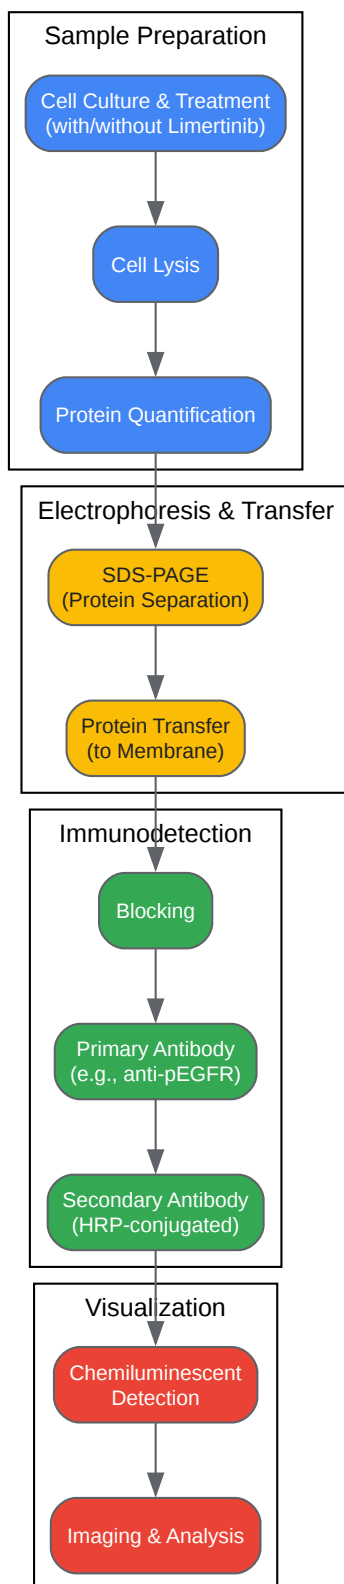 Sample Preparation
Cell Culture & Treatment
(with/without Limertinib)
Cell Lysis
Protein Quantification
Electrophoresis & Transfer
SDS-PAGE
(Protein Separation)
Protein Transfer
(to Membrane)
Immunodetection
Blocking
Primary Antibody
(e.g., anti-pEGFR)
Secondary Antibody
(HRP-conjugated)
Visualization
Chemiluminescent
Detection
Imaging & Analysis